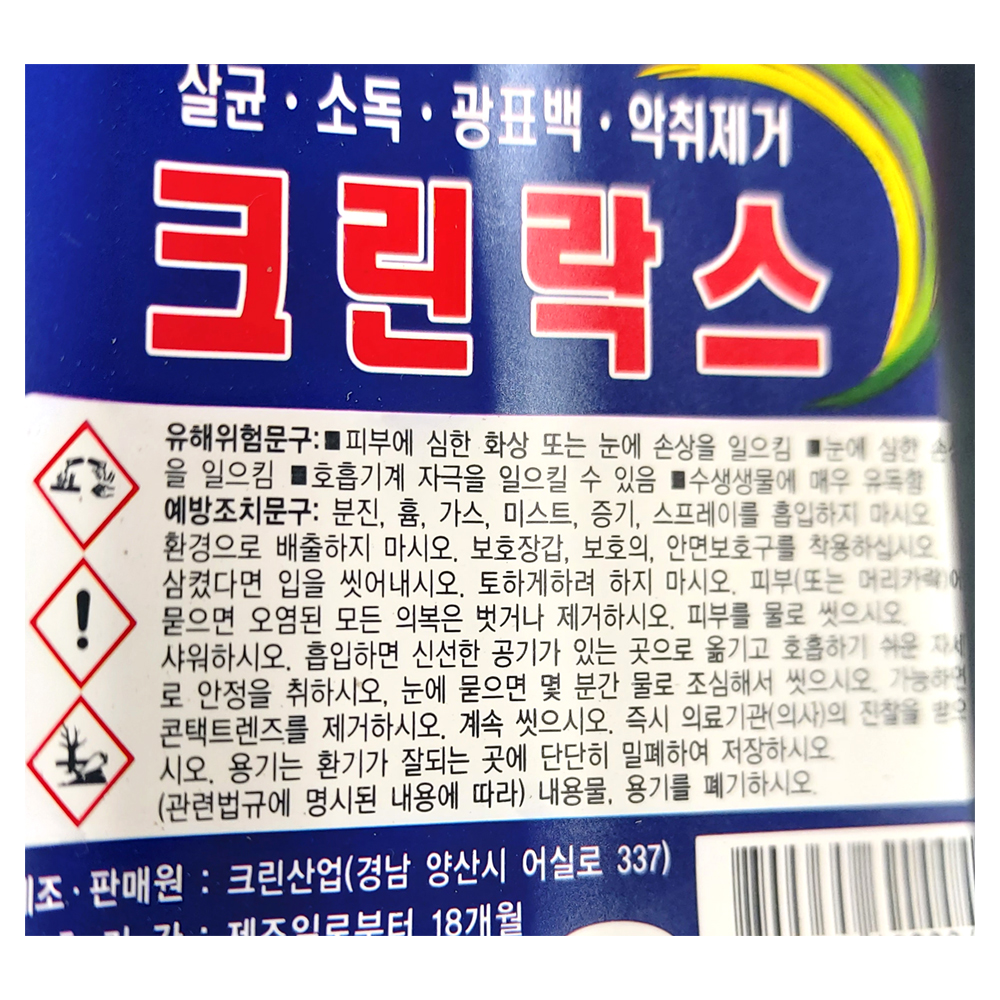 살균·소독·광표백·악취제거
크린락스
유해위험문구:■피부에 심한 화상 또는 눈에 손상을 일으킴 ■눈에 심한 손
을 일으킴 ■호흡기계 자극을 일으킬 수 있음 ■수생생물에 매우 유독함
예방조치문구: 분진, 흄, 가스, 미스트, 증기, 스프레이를 흡입하지 마시오.
환경으로 배출하지 마시오. 보호장갑, 보호의, 안면보호구를 착용하십시오.
삼켰다면 입을 씻어내시오. 토하게하려 하지 마시오. 피부(또는 머리카락)에
묻으면 오염된 모든 의복은 벗거나 제거하시오. 피부를 물로 씻으시오.
샤워하시오. 흡입하면 신선한 공기가 있는 곳으로 옮기고 호흡하기 쉬운 자세
로 안정을 취하시오, 눈에 묻으면 몇 분간 물로 조심해서 씻으시오. 가능하면
콘택트렌즈를 제거하시오. 계속 씻으시오. 즉시 의료기관(의사)의 진찰을 받으
시오. 용기는 환기가 잘되는 곳에 단단히 밀폐하여 저장하시오.
(관련법규에 명시된 내용에 따라) 내용물, 용기를 폐기하시오.
제조·판매원 : 크린산업(경남 양산시 어실로 337)
: 제조일로부터 18개월